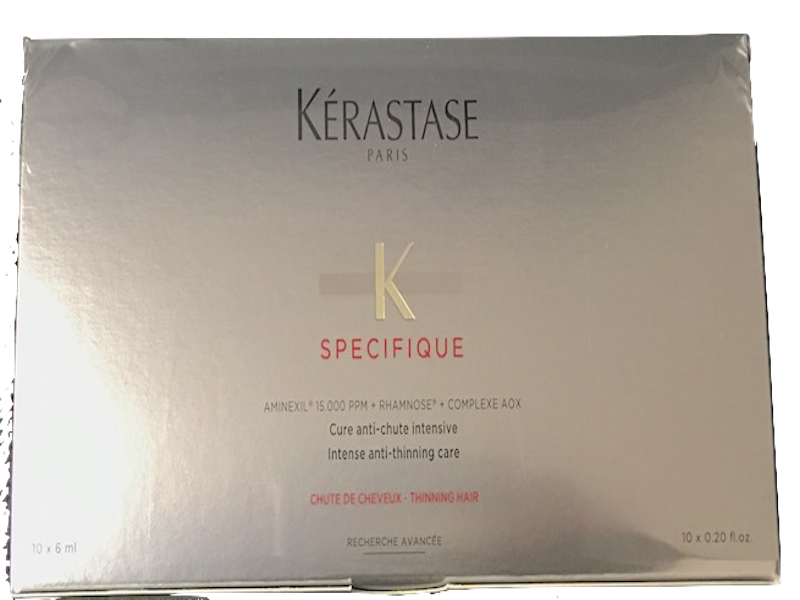 KÉRASTASE
PARIS
K
SPECIFIQUE
AMINEXIL® 15.000 PPM + RHAMNOSE® + COMPLEXE AOX
Cure anti-chute intensive
Intense anti-thinning care
CHUTE DE CHEVEUX - THINNING HAIR
RECHERCHE AVANCÉE
10 x 6 ml
10 x 0.20 fl.oz.